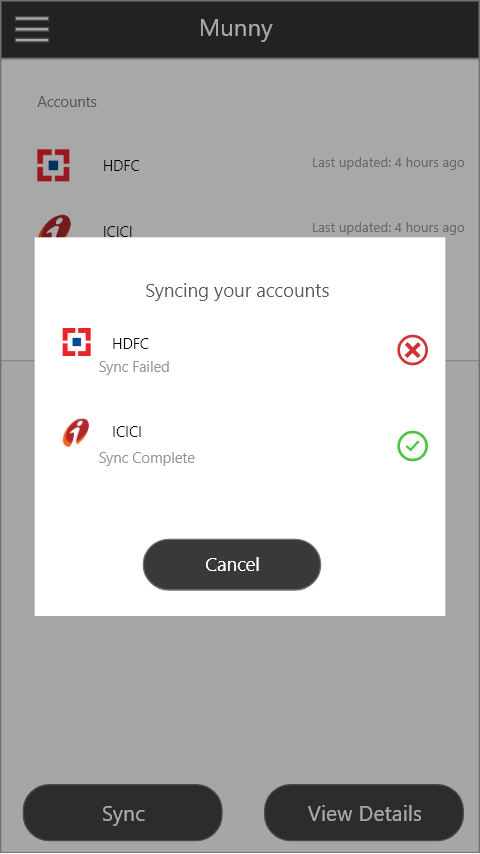 Munny
Accounts
HDFC
Last updated: 4 hours ago
ICICI
Last updated: 4 hours ago
Syncing your accounts
HDFC
Sync Failed
ICICI
Sync Complete
Cancel
Sync
View Details